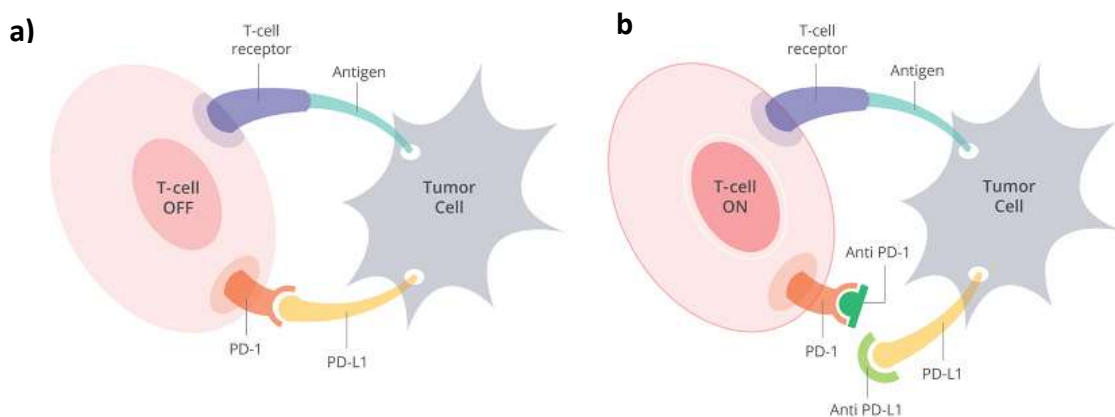 a)
T-cell
receptor
Antigen
T-cell
OFF
Tumor
Cell
PD-1
PD-L1
b
T-cell
receptor
Antigen
T-cell
ON
Tumor
Cell
Anti PD-1
PD-1
PD-L1
Anti PD-L1